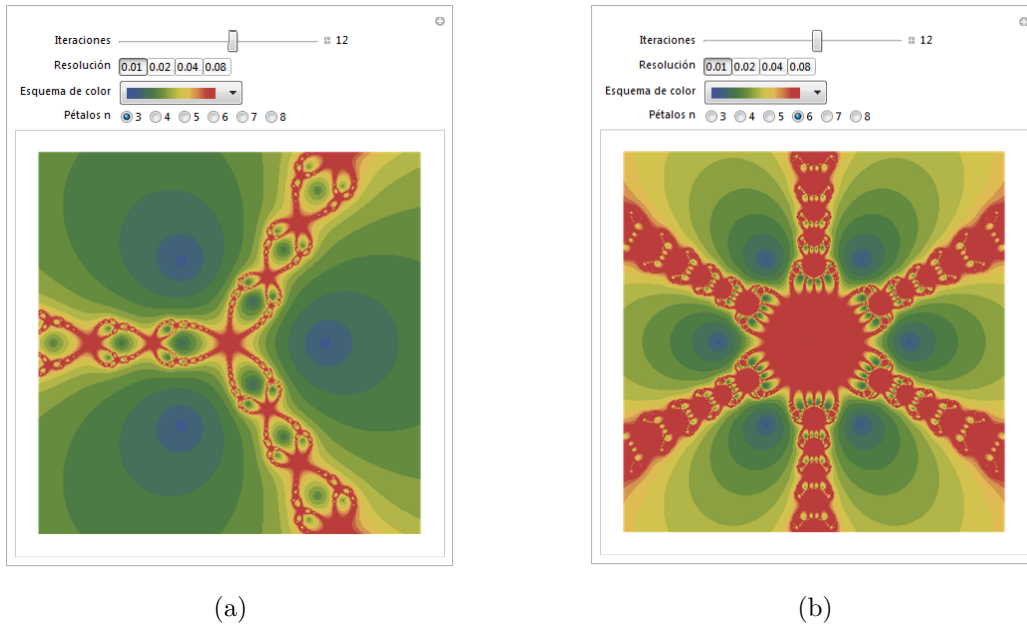 Iteraciones 12
Resolución 0.01 0.02 0.04 0.08
Esquema de color
Pétalos n 3 4 5 6 7 8
(a)
Iteraciones 12
Resolución 0.01 0.02 0.04 0.08
Esquema de color
Pétalos n 3 4 5 6 7 8
(b)